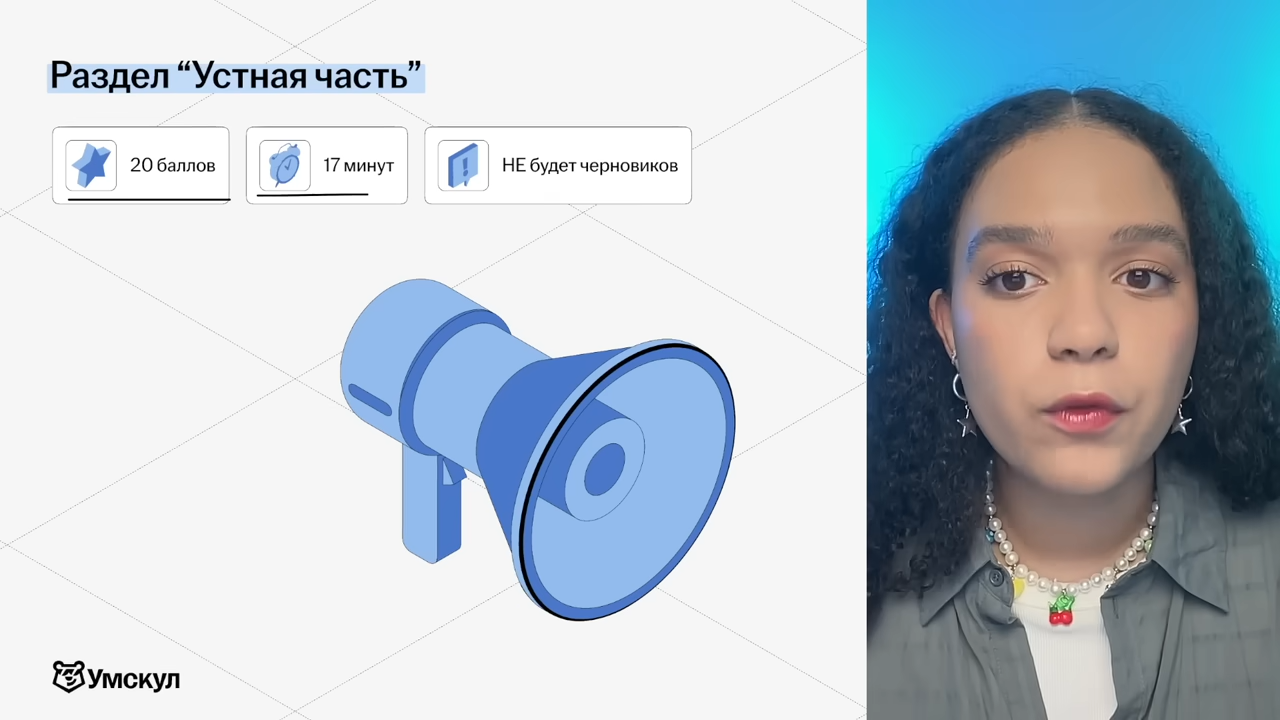 Раздел “Устная часть”
20 баллов
17 минут
НЕ будет черновиков
Умскул